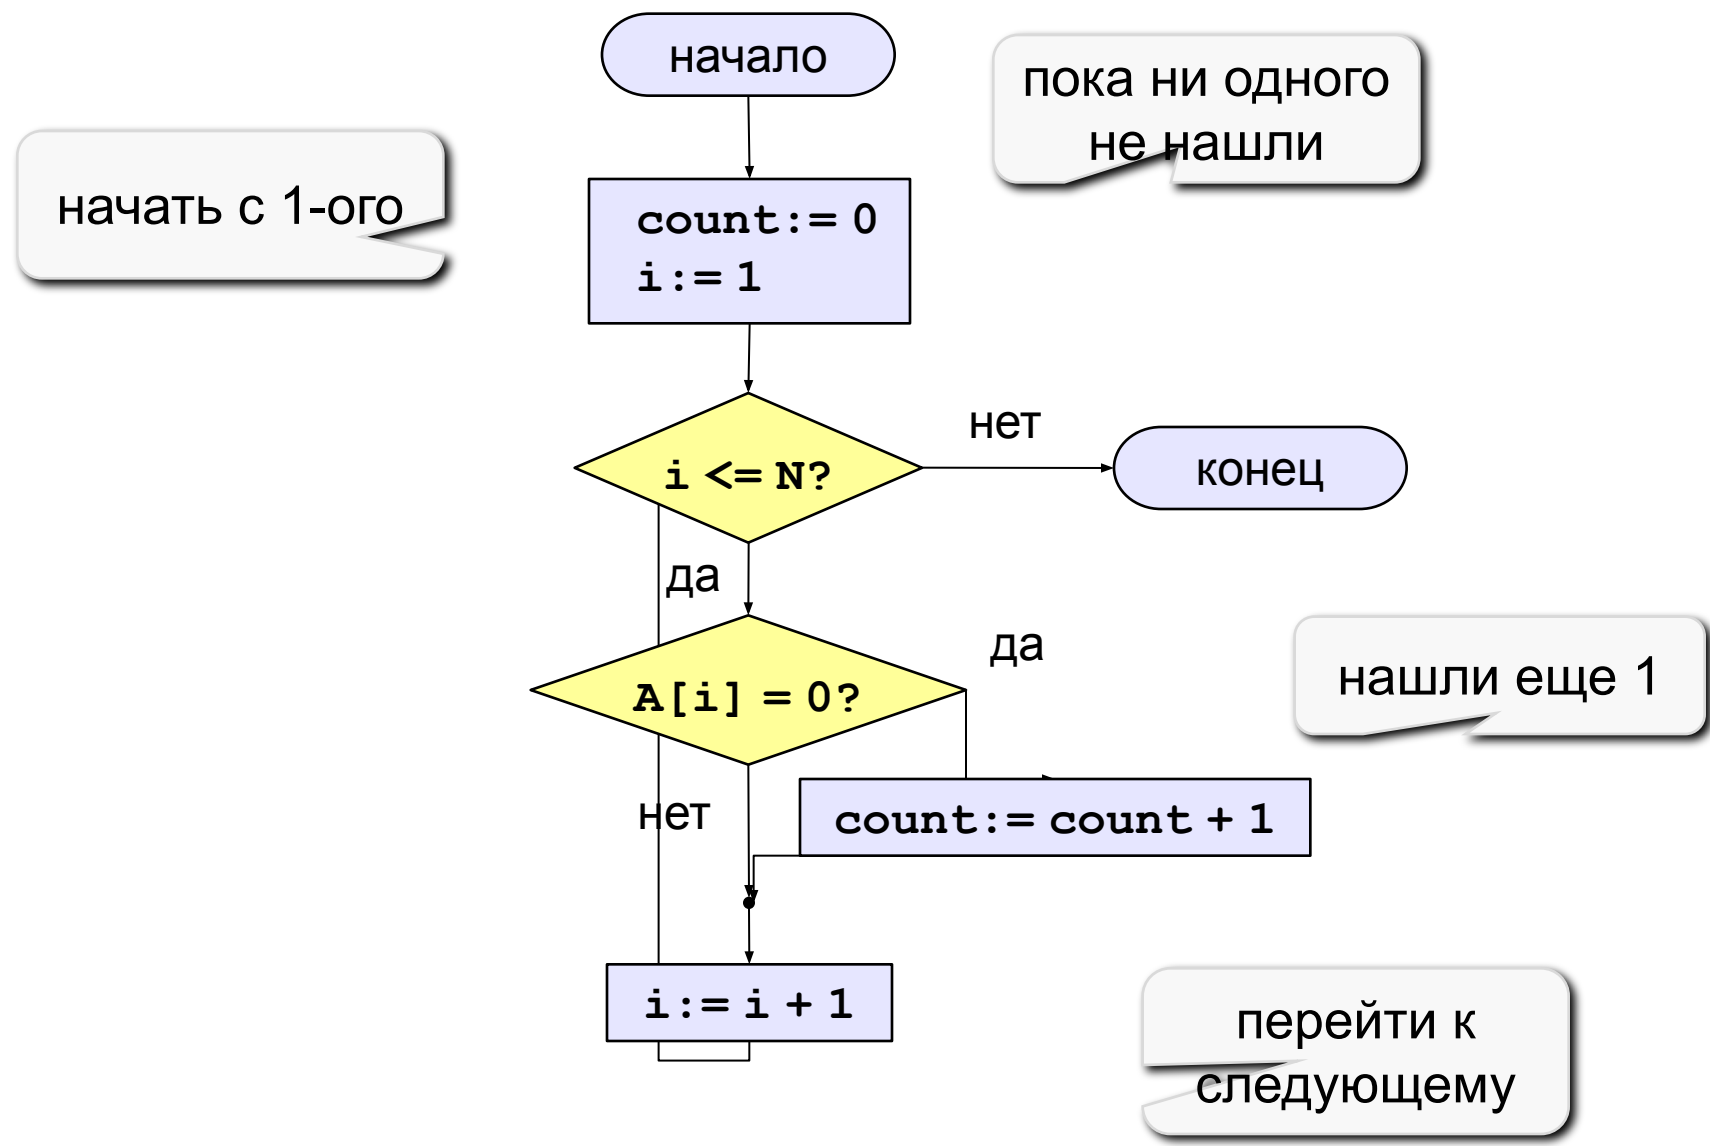 начало
пока ни одного
не нашли
начать с 1-ого
count:= 0
i:= 1
i <= N?
нет
конец
да
A[i] = 0?
да
нашли еще 1
нет
count:= count + 1
i:= i + 1
перейти к
следующему